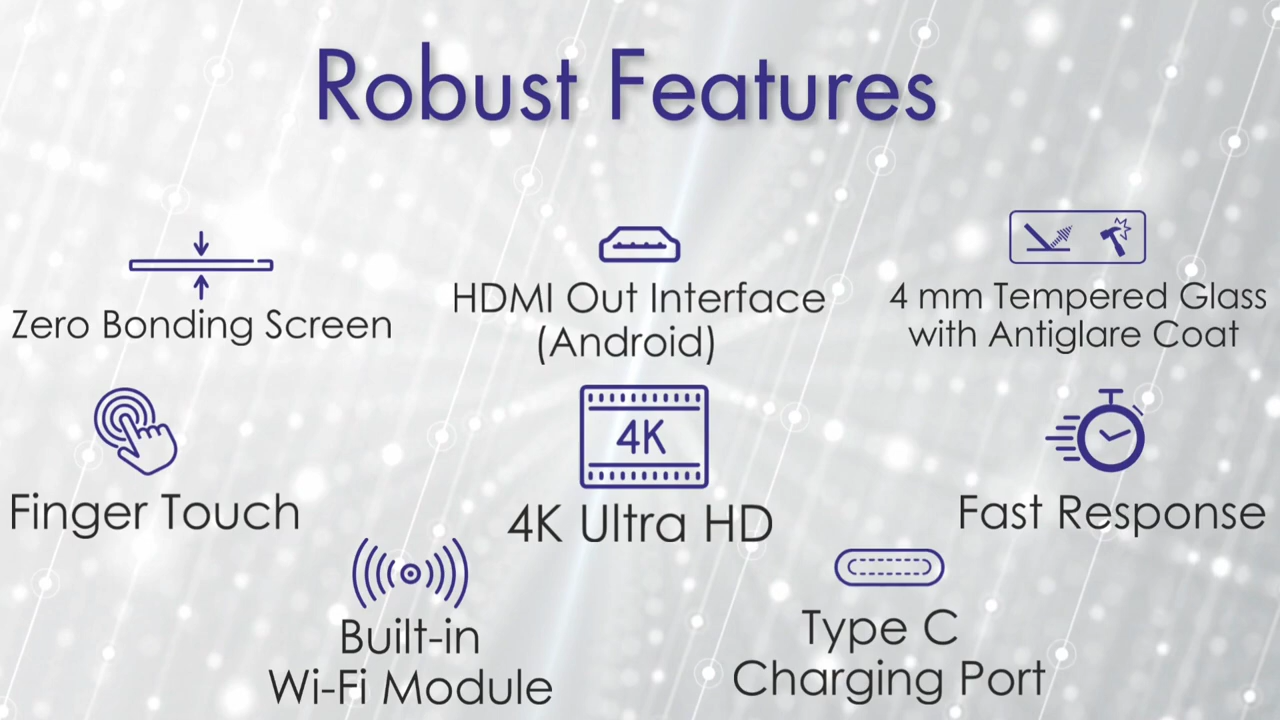 Robust Features
Zero Bonding Screen
HDMI Out Interface
(Android)
4 mm Tempered Glass
with Antiglare Coat
Finger Touch
4K
4K Ultra HD
Fast Response
Built-in
Wi-Fi Module
Type C
Charging Port